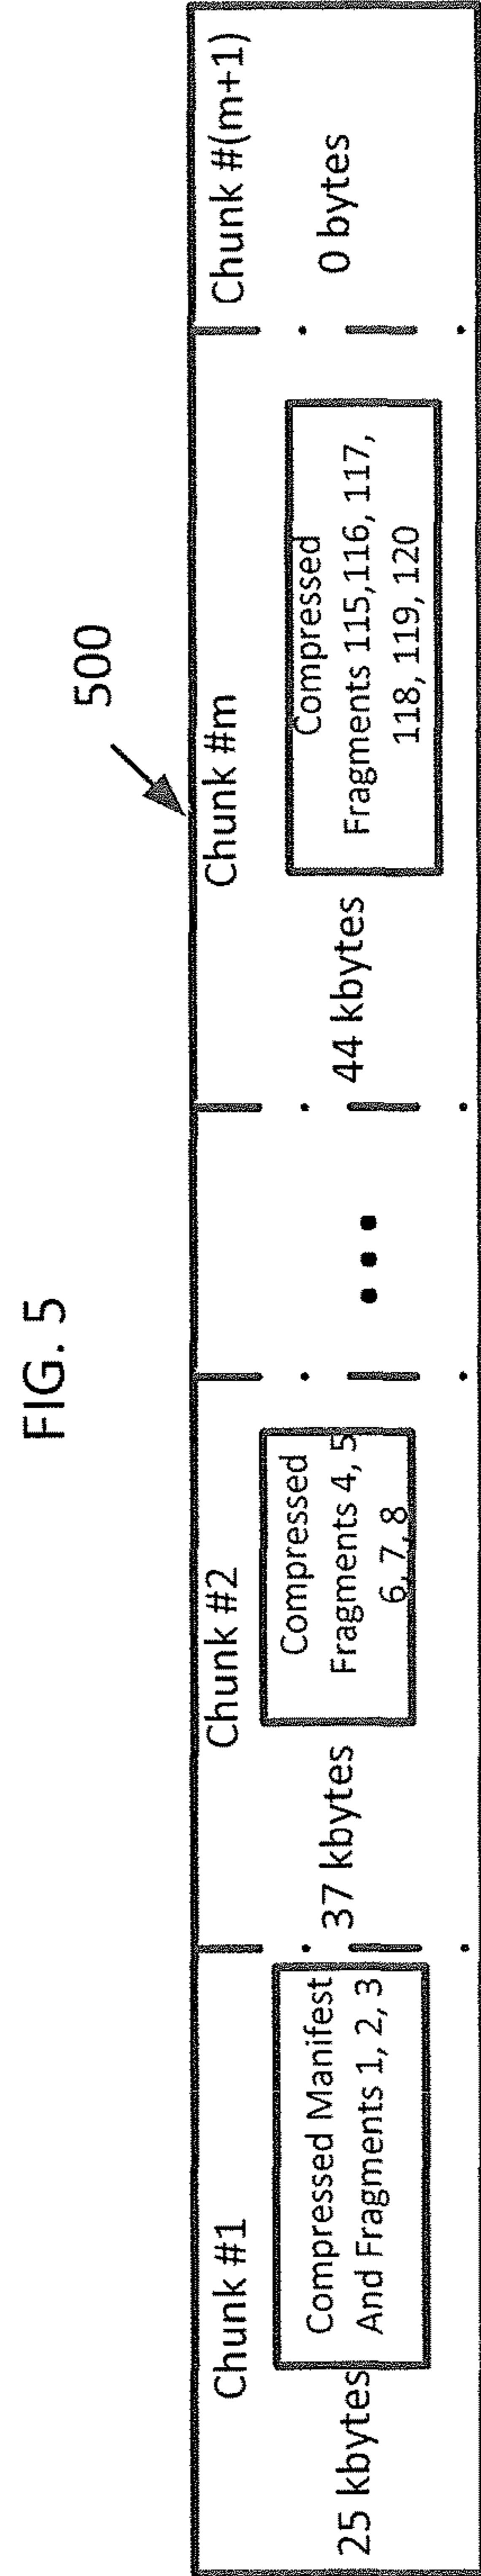 FIG. 5
500
Chunk #1
25 kbytes
Compressed Manifest
And Fragments 1, 2, 3
Chunk #2
37 kbytes
Compressed
Fragments 4, 5
6, 7, 8
Chunk #m
44 kbytes
Compressed
Fragments 115,116, 117,
118, 119, 120
Chunk #(m+1)
0 bytes